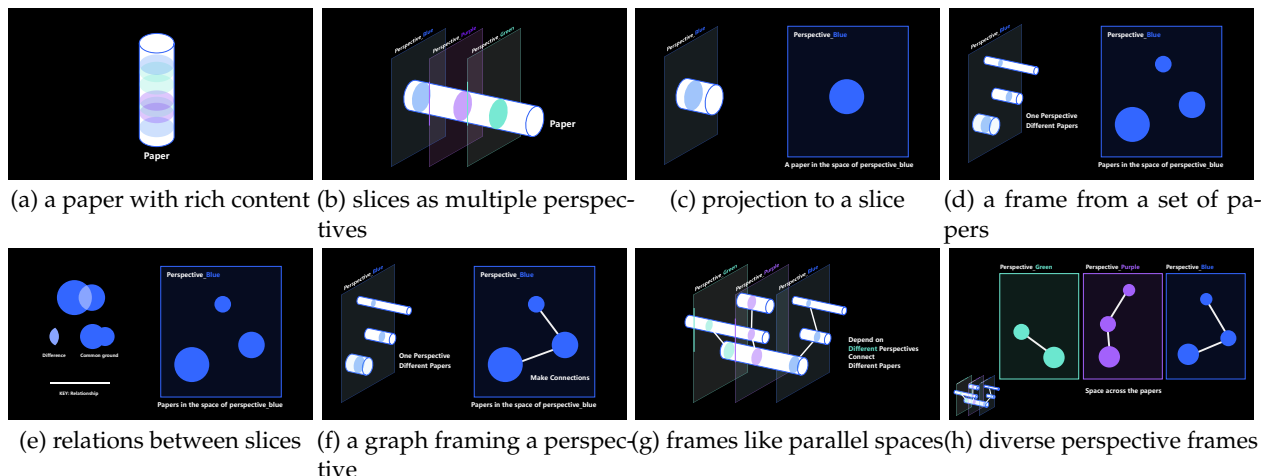 Paper
Perspective_Blue
Perspective_Purple
Perspective_Green
Paper
Perspective_Blue
Perspective_Blue
A paper in the space of perspective_blue
Perspective_Blue
One Perspective
Different Papers
Perspective_Blue
Papers in the space of perspective_blue
(a) a paper with rich content
(b) slices as multiple perspec-
tives
(c) projection to a slice
(d) a frame from a set of pa-
pers
Difference
Common ground
KEY: Relationship
Perspective_Blue
Papers in the space of perspective_blue
Perspective_Blue
One Perspective
Different Papers
Perspective_Blue
Make Connections
Papers in the space of perspective_blue
Perspective_Green
Perspective_Purple
Perspective_Blue
Depend on
Different Perspectives
Connect
Different Papers
Perspective_Green
Perspective_Purple
Perspective_Blue
Space across the papers
(e) relations between slices
(f) a graph framing a perspec-
tive
(g) frames like parallel spaces
(h) diverse perspective frames